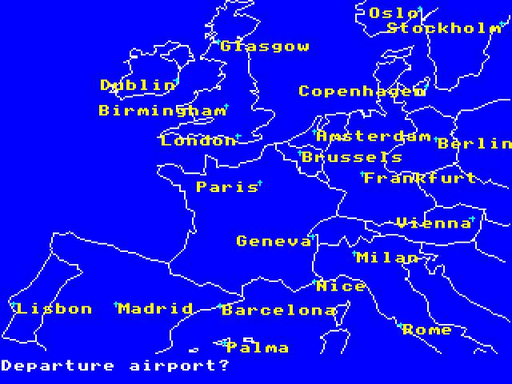 Oslo
Stockholm
Glasgow
Dublin
Copenhagen
Birmingham
London
Amsterdam
Berlin
Brussels
Paris
Frankfurt
Vienna
Geneva
Milan
Nice
Lisbon
Madrid
Barcelona
Rome
Palma
Departure airport?